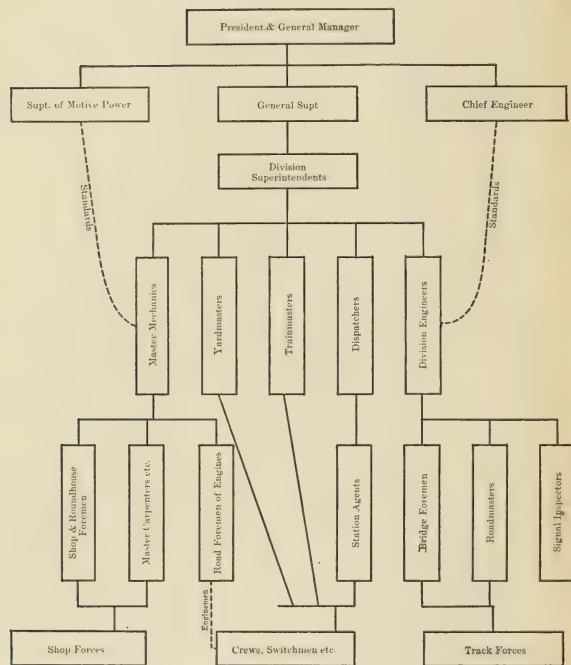 President & General Manager
Supt. of Motive Power
General Supt
Chief Engineer
Division
Superintendents
Standards
Standards
Master Mechanics
Yardmasters
Trainmasters
Dispatchers
Division Engineers
Shop & Roundhouse
Foremen
Master Carpenters etc.
Road Foremen of Engines
Station Agents
Bridge Foremen
Roadmasters
Signal Inspectors
Enginemen
Shop Forces
Crews, Switchmen etc.
Track Forces